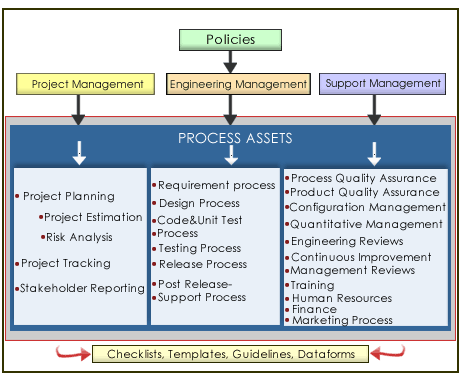 Policies
Project Management
Engineering Management
Support Management
PROCESS ASSETS
• Project Planning
• Project Estimation
• Risk Analysis
• Project Tracking
• Stakeholder Reporting
• Requirement process
• Design Process
• Code&Unit Test
• Process
• Testing Process
• Release Process
• Post Release-
Support Process
• Process Quality Assurance
• Product Quality Assurance
• Configuration Management
• Quantitative Management
• Engineering Reviews
• Continuous Improvement
• Management Reviews
• Training
• Human Resources
• Finance
• Marketing Process
Checklists, Templates, Guidelines, Dataforms